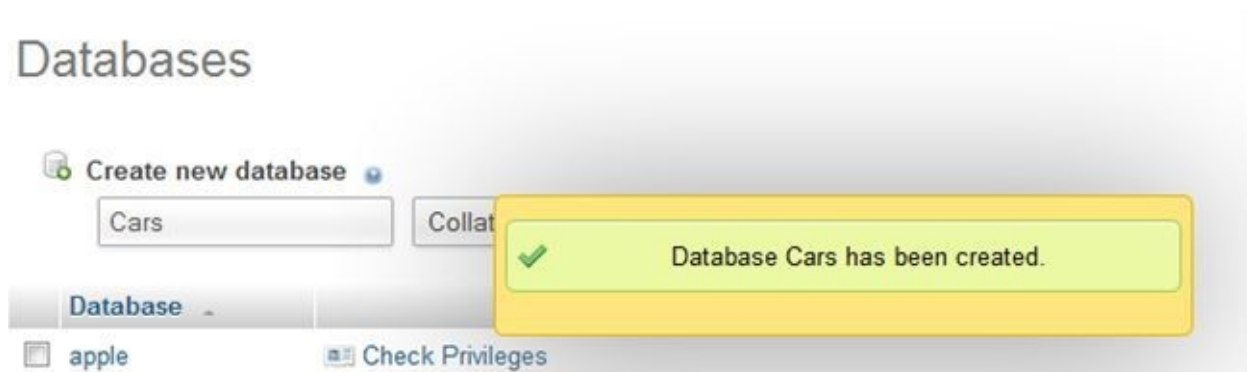 Databases
Create new database
Cars
Collat
Database Cars has been created.
Database
apple
Check Privileges